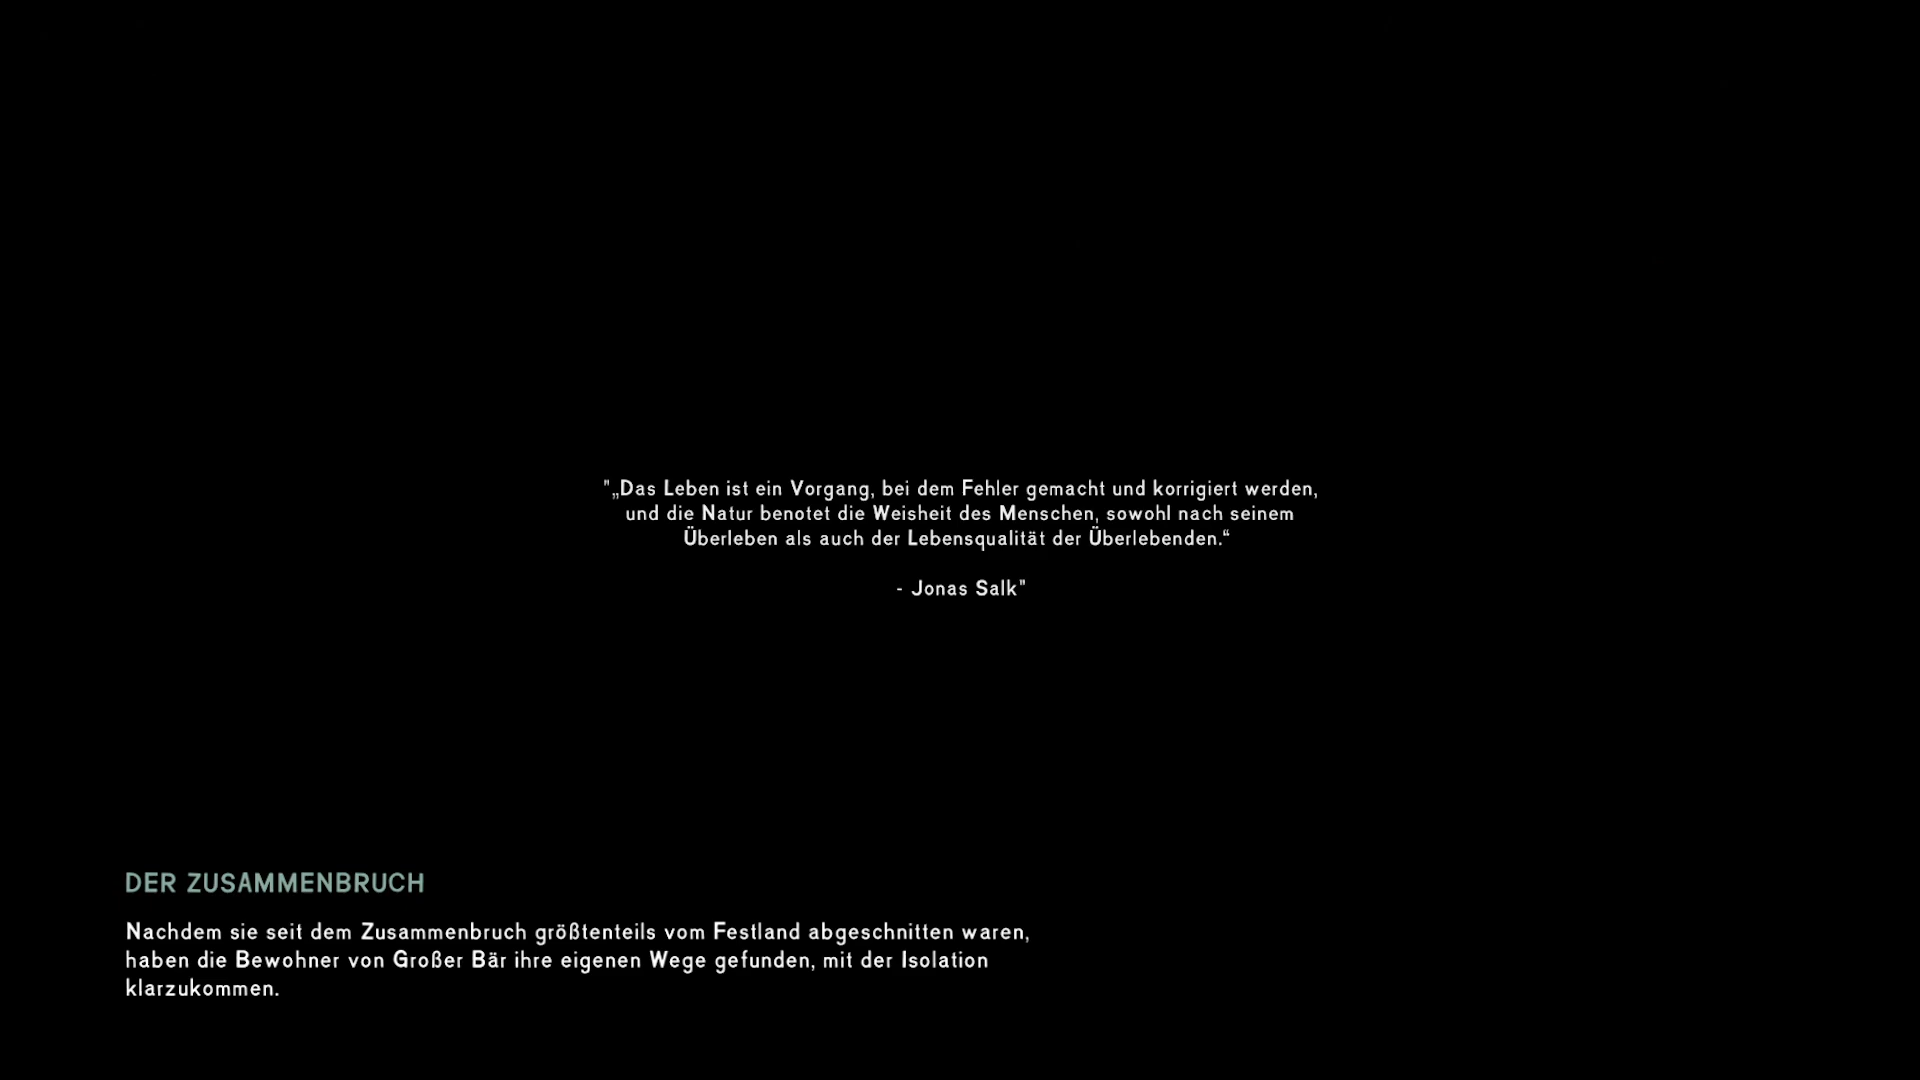 "„Das Leben ist ein Vorgang, bei dem Fehler gemacht und korrigiert werden,
und die Natur benotet die Weisheit des Menschen, sowohl nach seinem
Überleben als auch der Lebensqualität der Überlebenden.“
- Jonas Salk"
DER ZUSAMMENBRUCH
Nachdem sie seit dem Zusammenbruch größtenteils vom Festland abgeschnitten waren,
haben die Bewohner von Großer Bär ihre eigenen Wege gefunden, mit der Isolation
klarzukommen.